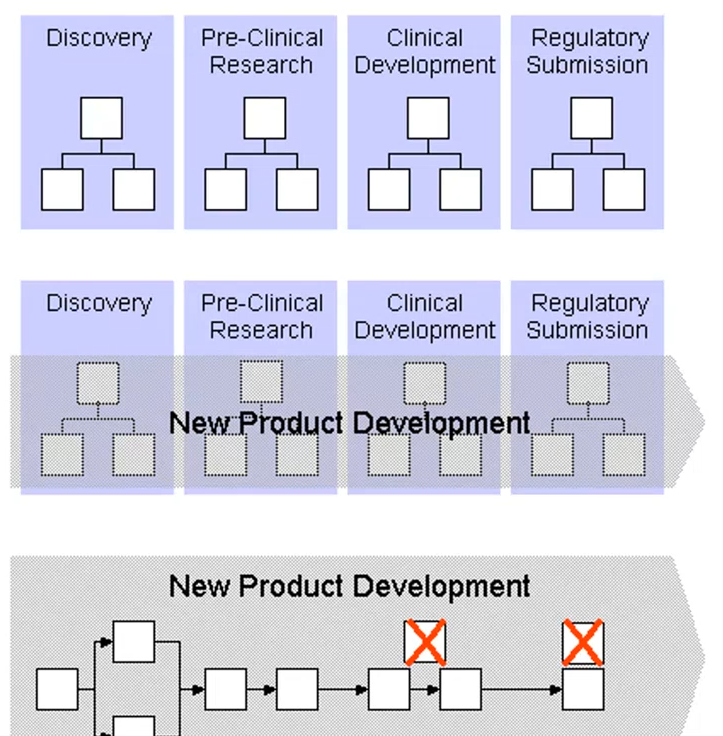 Discovery
Pre-Clinical
Research
Clinical
Development
Regulatory
Submission
Discovery
Pre-Clinical
Research
Clinical
Development
Regulatory
Submission
New Product Development
New Product Development